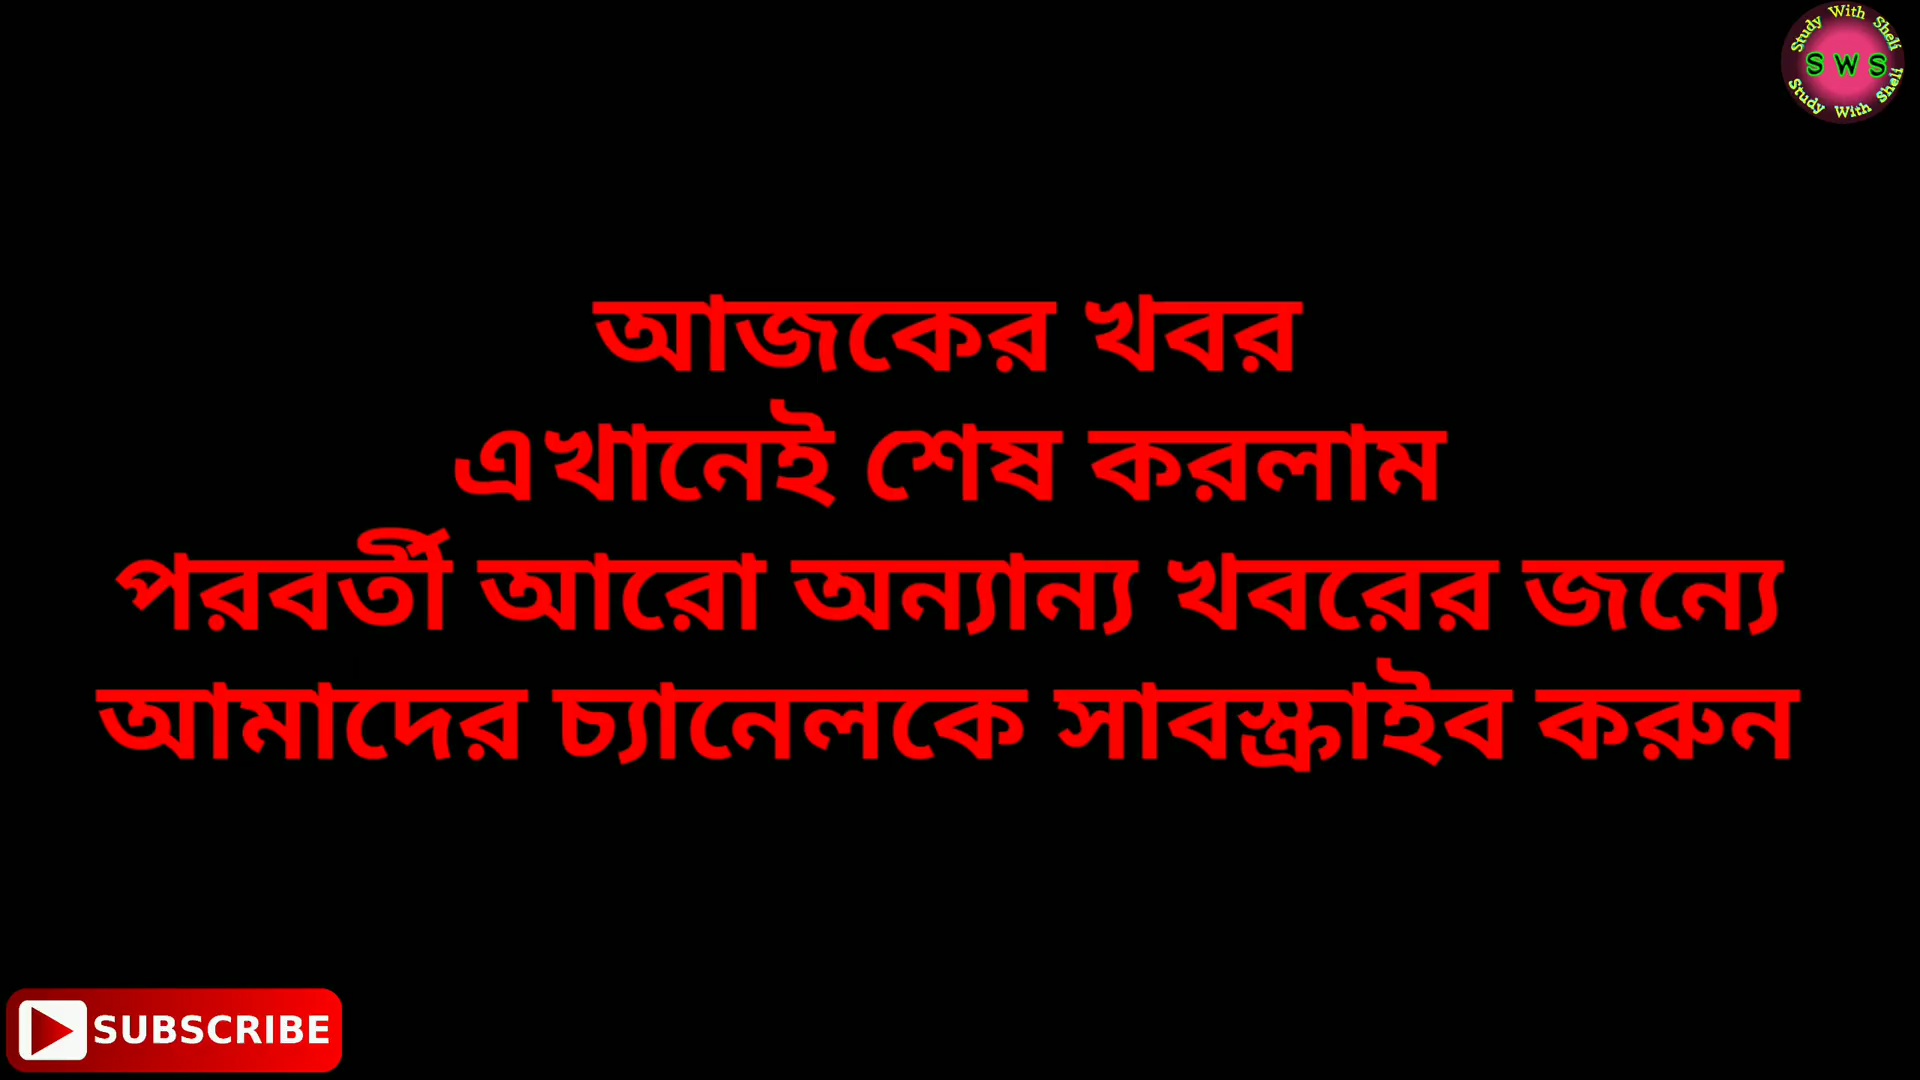 Study With Sheli
S W S
Study With Sheli
আজকের খবর
এখানেই শেষ করলাম
পরবর্তী আরো অন্যান্য খবরের জন্যে
আমাদের চ্যানেলকে সাবস্ক্রাইব করুন
SUBSCRIBE